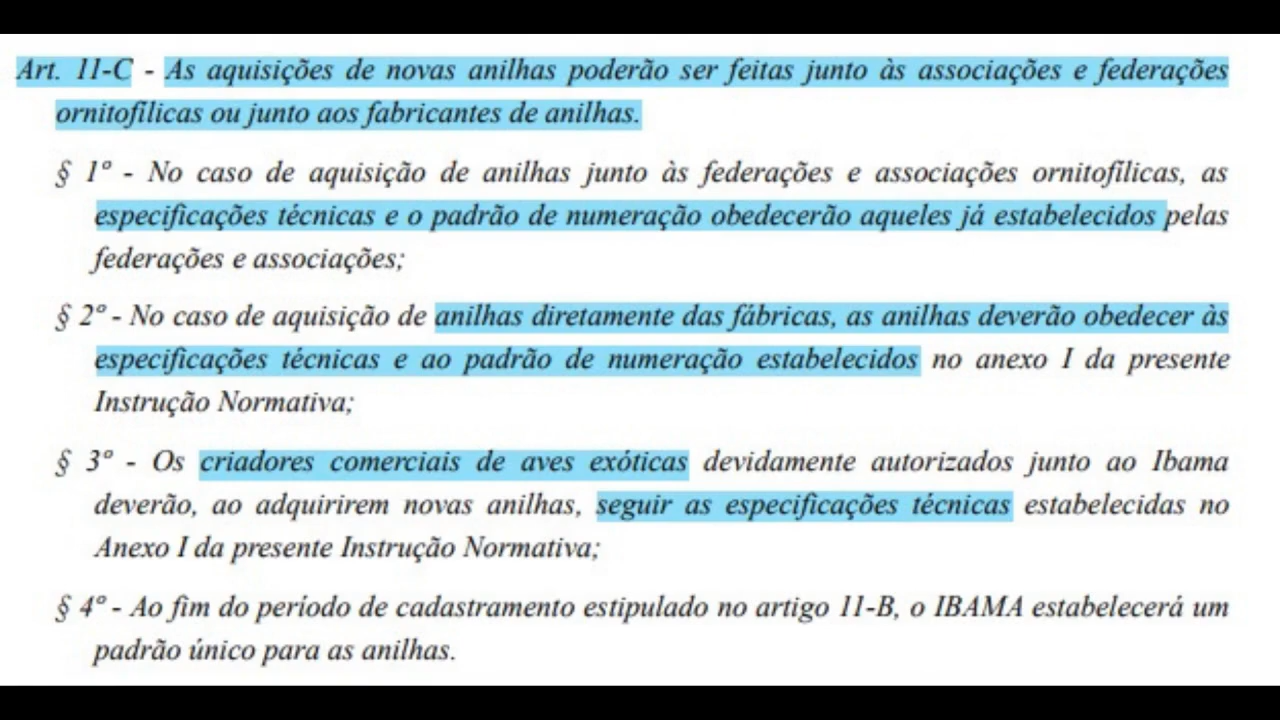 Art. 11-C - As aquisições de novas anilhas poderão ser feitas junto às associações e federações
ornitofílicas ou junto aos fabricantes de anilhas.
§ 1º - No caso de aquisição de anilhas junto às federações e associações ornitofílicas, as
especificações técnicas e o padrão de numeração obedecerão aqueles já estabelecidos pelas
federações e associações;
§ 2º - No caso de aquisição de anilhas diretamente das fábricas, as anilhas deverão obedecer às
especificações técnicas e ao padrão de numeração estabelecidos no anexo I da presente
Instrução Normativa;
§ 3º - Os criadores comerciais de aves exóticas devidamente autorizados junto ao Ibama
deverão, ao adquirirem novas anilhas, seguir as especificações técnicas estabelecidas no
Anexo I da presente Instrução Normativa;
§ 4º - Ao fim do período de cadastramento estipulado no artigo 11-B, o IBAMA estabelecerá um
padrão único para as anilhas.